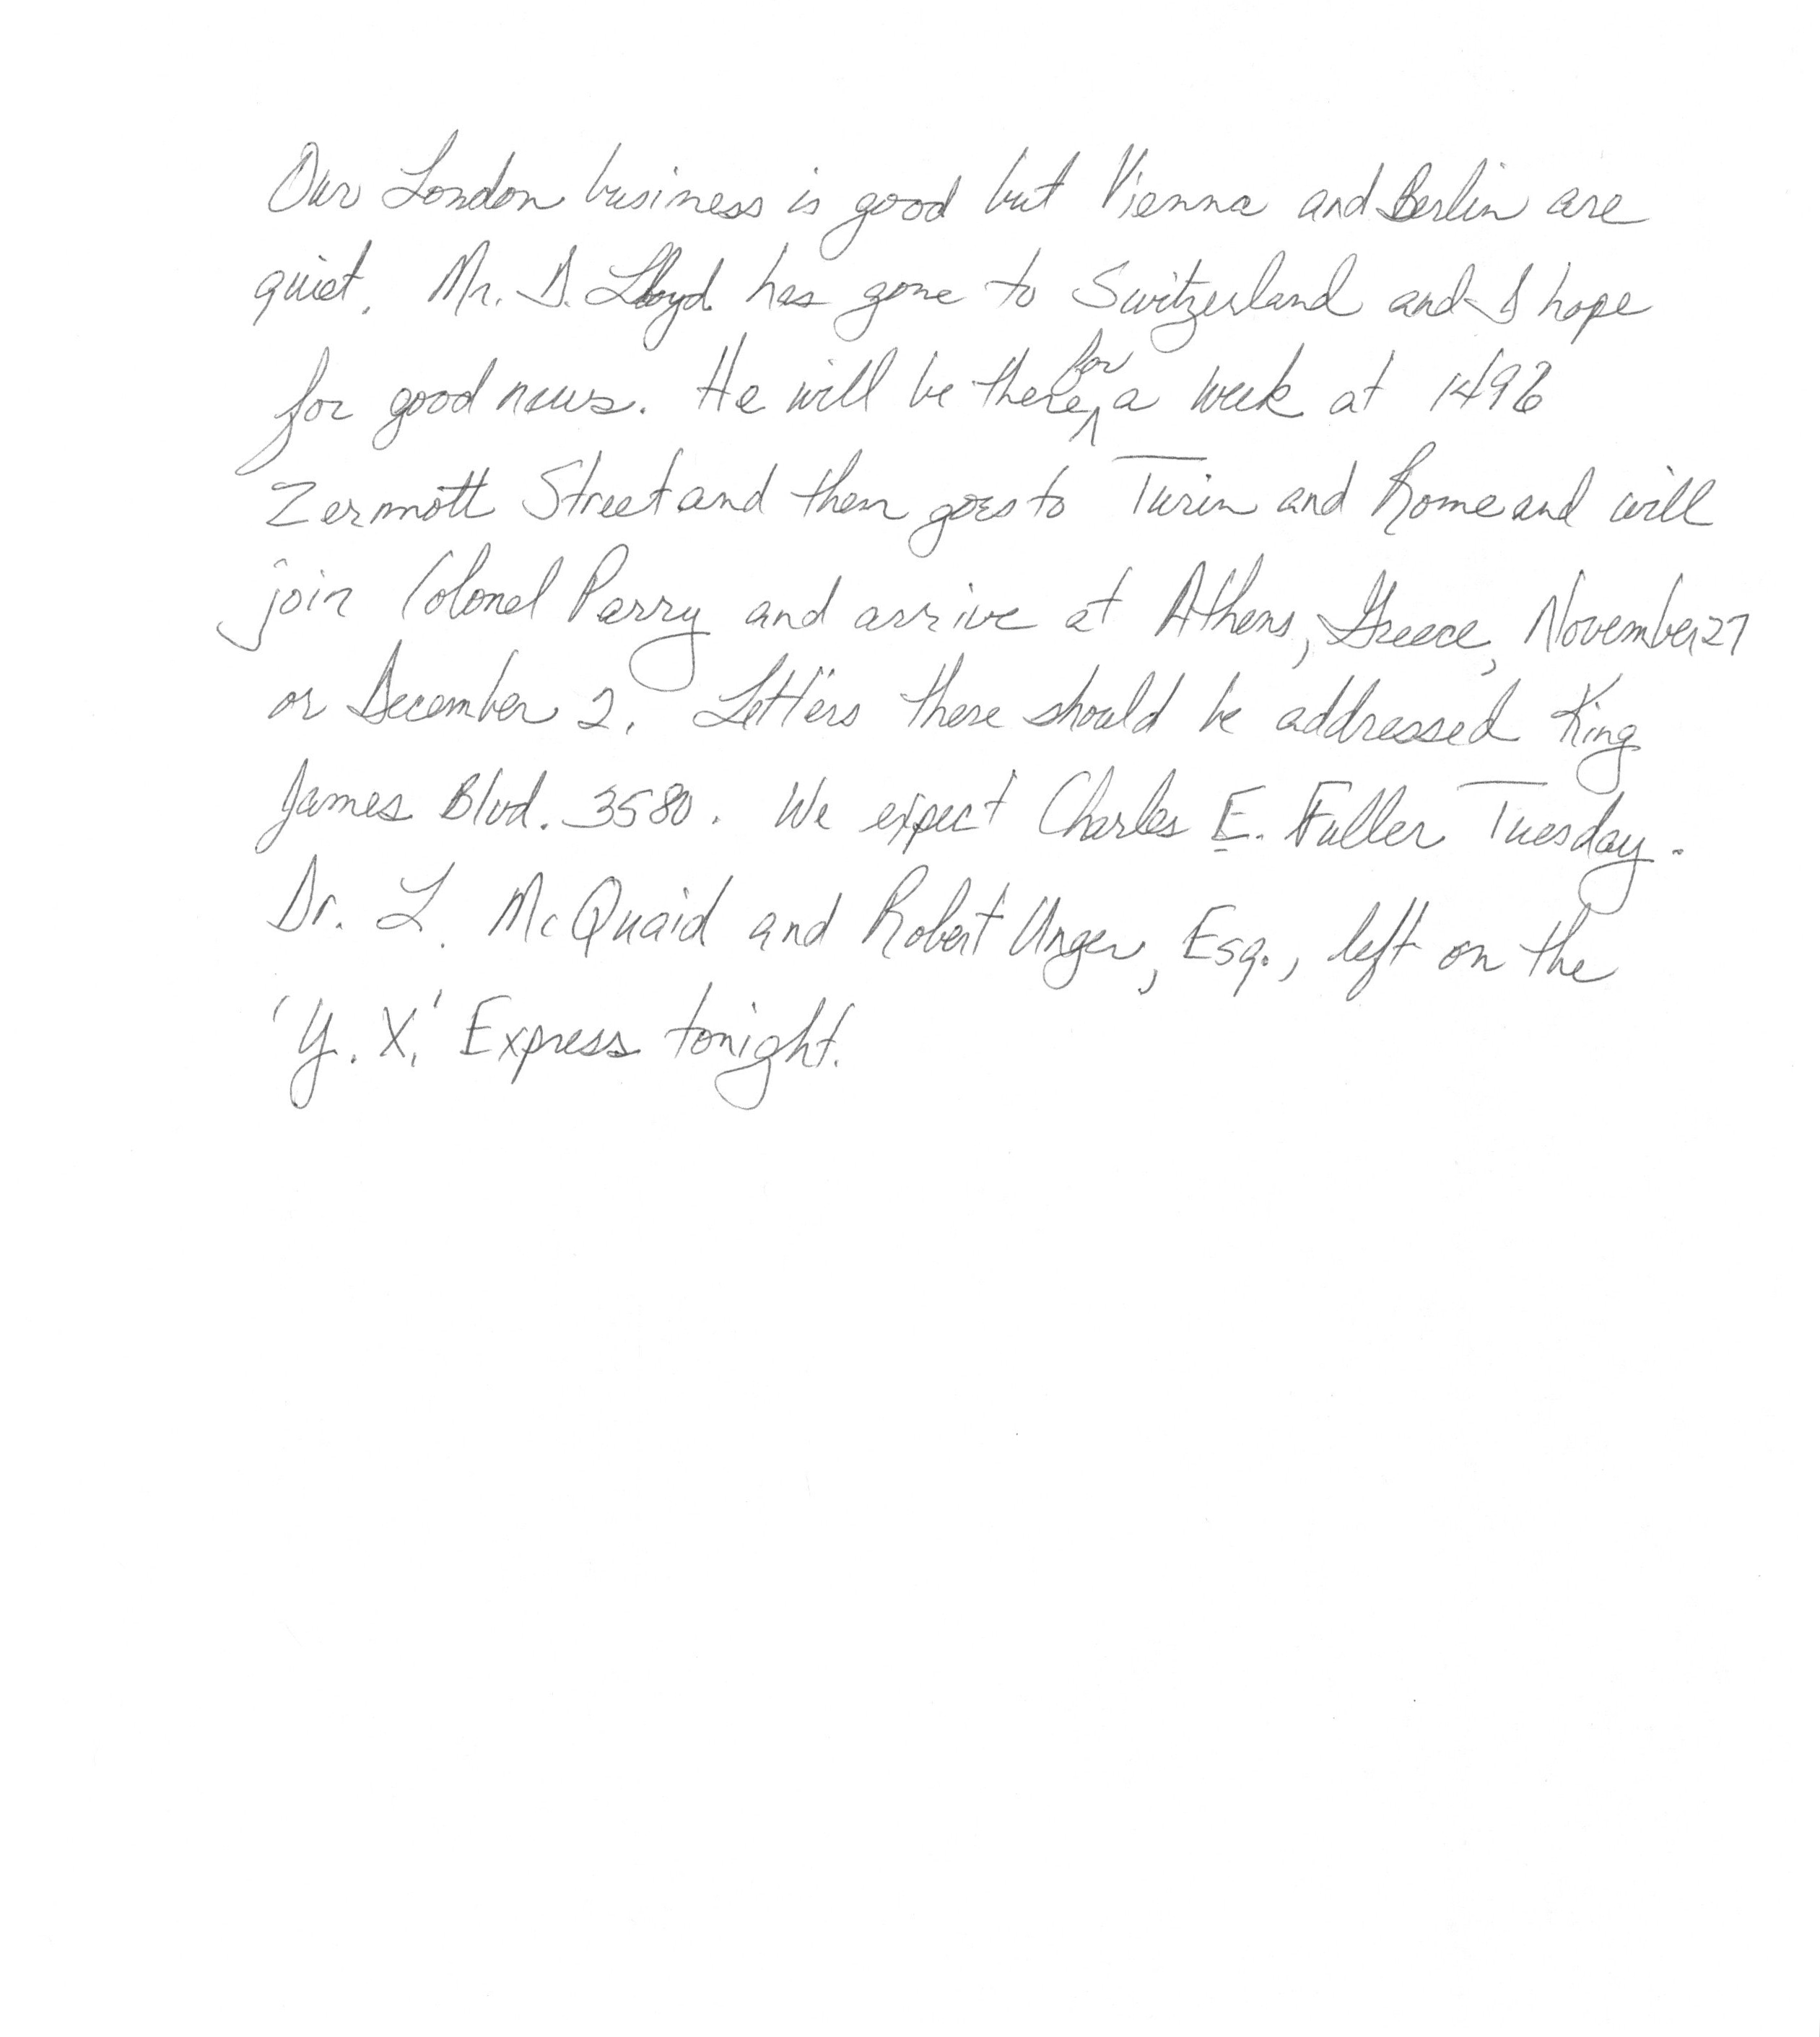 Our London business is good but Vienna and Berlin are
quiet. Mr. D. Lloyd has gone to Switzerland and I hope
for good news. He will be there for a week at 1496
Zermott Street and then goes to Turin and Rome and will
join Colonel Parry and arrive at Athens, Greece, November 27
or December 2. Letters there should be addressed King
James Blvd. 3580. We expect Charles E. Fuller Tuesday.
Dr. L. McQuaid and Robert Unger, Esq., left on the
'Y. X.' Express tonight.